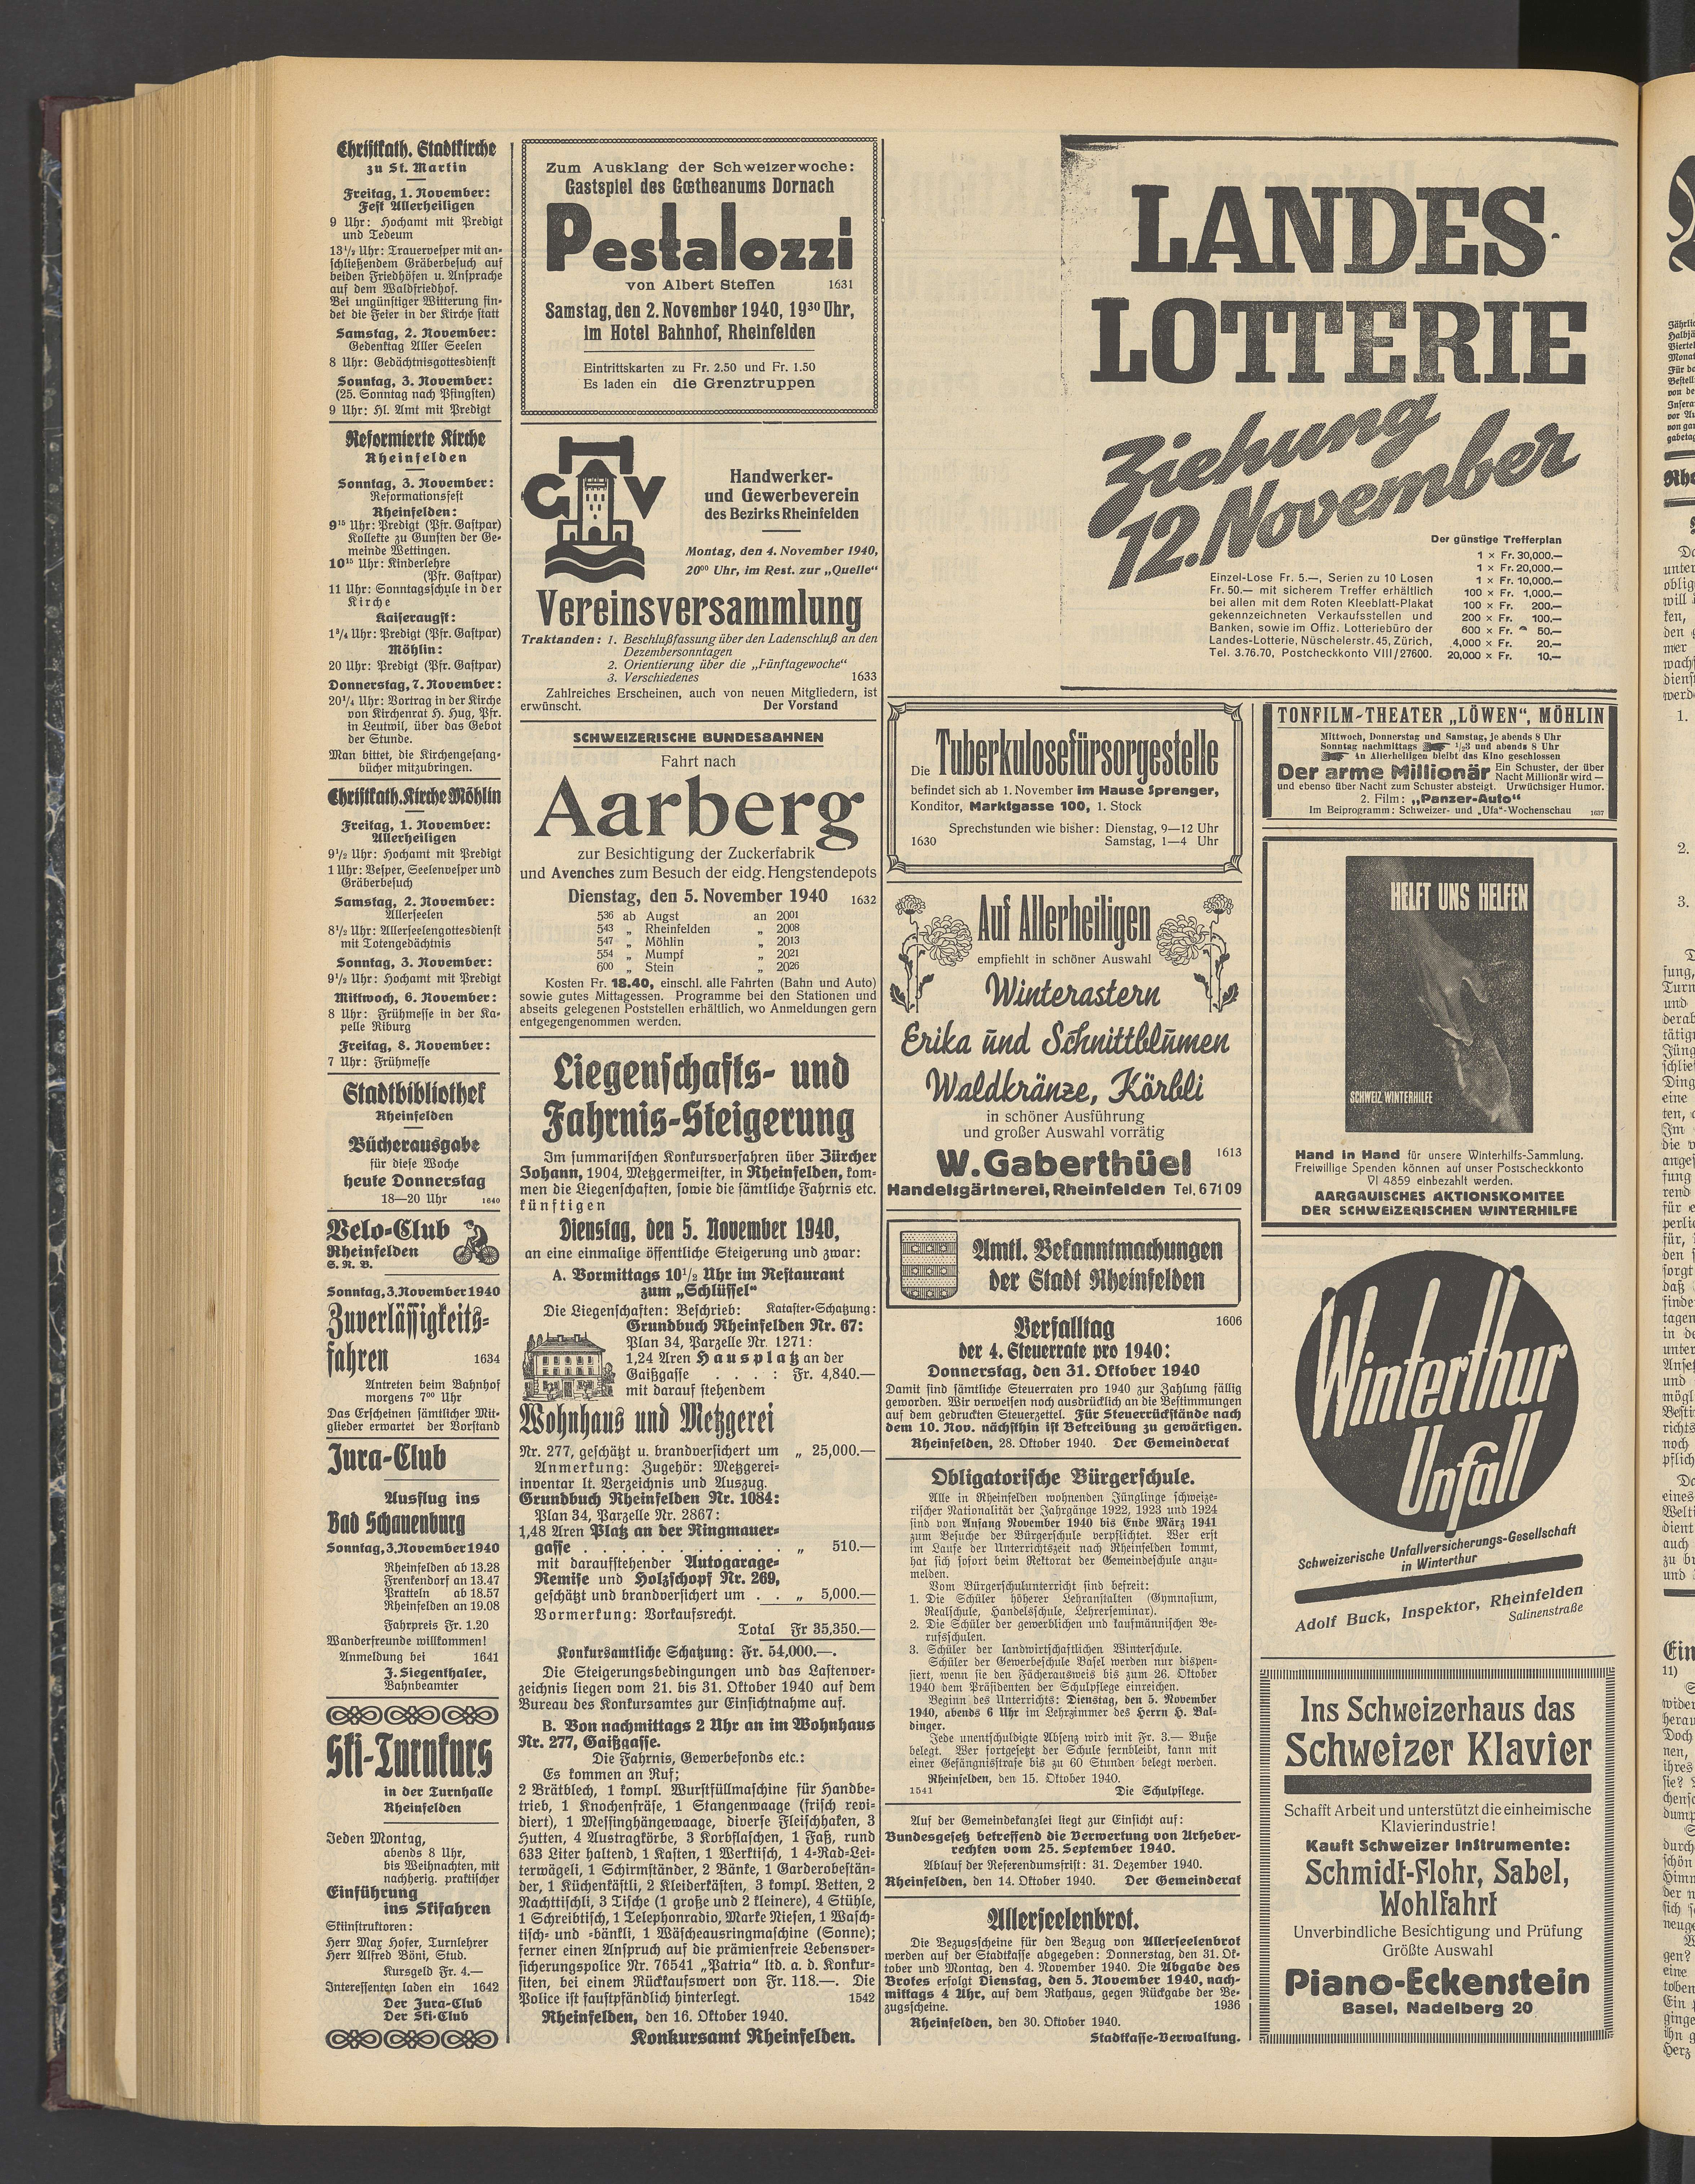 Christkath. Stadtkirche
zu St. Martin
Freitag, 1. November:
Fest Allerheiligen
9 Uhr: Hochamt mit Predigt
und Tedeum
13½ Uhr: Trauervesper mit an-
schließendem Gräberbesuch auf
beiden Friedhöfen u. Ansprache
auf dem Waldfriedhof.
Bei ungünstiger Witterung fin-
det die Feier in der Kirche statt
Samstag, 2. November:
Gedenktag Aller Seelen
8 Uhr: Gedächtnisgottesdienst
Sonntag, 3. November:
(25. Sonntag nach Pfingsten)
9 Uhr: Hl. Amt mit Predigt
Reformierte Kirche
Rheinfelden
Sonntag, 3. November:
Reformationsfest
Rheinfelden:
9¹⁵ Uhr: Predigt (Pfr. Gastpar)
Kollekte zu Gunsten der Ge-
meinde Wettingen.
10¹⁵ Uhr: Kinderlehre
(Pfr. Gastpar)
11 Uhr: Sonntagsschule in der
Kirche
Kaiseraugst:
1¾ Uhr: Predigt (Pfr. Gastpar)
Möhlin:
20 Uhr: Predigt (Pfr. Gastpar)
Donnerstag, 7. November:
20¼ Uhr: Vortrag in der Kirche
von Kirchenrat H. Hug, Pfr.
in Leutwil, über das Gebot
der Stunde.
Man bittet, die Kirchengesang-
bücher mitzubringen.
Christkath. Kirche Möhlin
Freitag, 1. November:
Allerheiligen
9½ Uhr: Hochamt mit Predigt
1 Uhr: Vesper, Seelenvesper und
Gräberbesuch
Samstag, 2. November:
Allerseelen
8½ Uhr: Allerseelengottesdienst
mit Totengedächtnis
Sonntag, 3. November:
9½ Uhr: Hochamt mit Predigt
Mittwoch, 6. November:
8 Uhr: Frühmesse in der Ka-
pelle Riburg
Freitag, 8. November:
7 Uhr: Frühmesse
Stadtbibliothek
Rheinfelden
Bücherausgabe
für diese Woche
heute Donnerstag
18—20 Uhr 1640
Velo-Club
Rheinfelden
S. R. B.
Sonntag, 3. November 1940
Zuverlässigkeits-
fahren 1634
Antreten beim Bahnhof
morgens 7⁰⁰ Uhr
Das Erscheinen sämtlicher Mit-
glieder erwartet der Vorstand
Jura-Club
Ausflug ins
Bad Schauenburg
Sonntag, 3. November 1940
Rheinfelden ab 13.28
Frenkendorf an 13.47
Pratteln ab 18.57
Rheinfelden an 19.08
Fahrpreis Fr. 1.20
Wanderfreunde willkommen!
Anmeldung bei 1641
J. Siegenthaler,
Bahnbeamter
Ski-Turnkurs
in der Turnhalle
Rheinfelden
Jeden Montag,
abends 8 Uhr,
bis Weihnachten, mit
nachherig. praktischer
Einführung
ins Skifahren
Skiinstruktoren:
Herr Max Hofer, Turnlehrer
Herr Alfred Böni, Stud.
Kursgeld Fr. 4.—
Interessenten laden ein 1642
Der Jura-Club
Der Ski-Club
Zum Ausklang der Schweizerwoche:
Gastspiel des Gœtheanums Dornach
Pestalozzi
von Albert Steffen 1631
Samstag, den 2. November 1940, 19³⁰ Uhr,
im Hotel Bahnhof, Rheinfelden
Eintrittskarten zu Fr. 2.50 und Fr. 1.50
Es laden ein die Grenztruppen
G V
Handwerker-
und Gewerbeverein
des Bezirks Rheinfelden
Montag, den 4. November 1940,
20⁰⁰ Uhr, im Rest. zur „Quelle“
Vereinsversammlung
Traktanden: 1. Beschlußfassung über den Ladenschluß an den
Dezembersonntagen
2. Orientierung über die „Fünftagewoche“
3. Verschiedenes 1633
Zahlreiches Erscheinen, auch von neuen Mitgliedern, ist
erwünscht. Der Vorstand
SCHWEIZERISCHE BUNDESBAHNEN
Fahrt nach
Aarberg
zur Besichtigung der Zuckerfabrik
und Avenches zum Besuch der eidg. Hengstendepots
Dienstag, den 5. November 1940 1632
5³⁶ ab Augst an 20⁰¹
5⁴³ „ Rheinfelden „ 20⁰⁸
5⁴⁷ „ Möhlin „ 20¹³
5⁵⁴ „ Mumpf „ 20²¹
6⁰⁰ „ Stein „ 20²⁶
Kosten Fr. 18.40, einschl. alle Fahrten (Bahn und Auto)
sowie gutes Mittagessen. Programme bei den Stationen und
abseits gelegenen Poststellen erhältlich, wo Anmeldungen gern
entgegengenommen werden.
Liegenschafts- und
Fahrnis-Steigerung
Im summarischen Konkursverfahren über Zürcher
Johann, 1904, Metzgermeister, in Rheinfelden, kom-
men die Liegenschaften, sowie die sämtliche Fahrnis etc.
künftigen
Dienstag, den 5. November 1940,
an eine einmalige öffentliche Steigerung und zwar:
A. Vormittags 10½ Uhr im Restaurant
zum „Schlüssel“
Die Liegenschaften: Beschrieb: Kataster-Schatzung:
Grundbuch Rheinfelden Nr. 67:
Plan 34, Parzelle Nr. 1271:
1,24 Aren Hausplatz an der
Gaißgasse . . . : Fr. 4,840.—
mit darauf stehendem
Wohnhaus und Metzgerei
Nr. 277, geschätzt u. brandversichert um „ 25,000.—
Anmerkung: Zugehör: Metzgerei-
inventar lt. Verzeichnis und Auszug.
Grundbuch Rheinfelden Nr. 1084:
Plan 34, Parzelle Nr. 2867:
1,48 Aren Platz an der Ringmauer-
gasse . . . . . . . . . . . „ 510.—
mit daraufstehender Autogarage-
Remise und Holzschopf Nr. 269,
geschätzt und brandversichert um . . „ 5,000.—
Vormerkung: Vorkaufsrecht.
Total Fr 35,350.—
Konkursamtliche Schatzung: Fr. 54,000.—.
Die Steigerungsbedingungen und das Lastenver-
zeichnis liegen vom 21. bis 31. Oktober 1940 auf dem
Bureau des Konkursamtes zur Einsichtnahme auf.
B. Von nachmittags 2 Uhr an im Wohnhaus
Nr. 277, Gaißgasse.
Die Fahrnis, Gewerbefonds etc.:
Es kommen an Ruf:
2 Brätblech, 1 kompl. Wurstfüllmaschine für Handbe-
trieb, 1 Knochenfräse, 1 Stangenwaage (frisch revi-
diert), 1 Messinghängewaage, diverse Fleischhaken, 3
Hutten, 4 Austragkörbe, 3 Korbflaschen, 1 Faß, rund
633 Liter haltend, 1 Kasten, 1 Werktisch, 1 4-Rad-Lei-
terwägeli, 1 Schirmständer, 2 Bänke, 1 Garderobestän-
der, 1 Küchenkästli, 2 Kleiderkästen, 3 kompl. Betten, 2
Nachttischli, 3 Tische (1 große und 2 kleinere), 4 Stühle,
1 Schreibtisch, 1 Telephonradio, Marke Niesen, 1 Wasch-
tisch- und -bänkli, 1 Wäscheausringmaschine (Sonne);
ferner einen Anspruch auf die prämienfreie Lebensver-
sicherungspolice Nr. 76541 „Patria“ ltd. a. d. Konkur-
siten, bei einem Rückkaufswert von Fr. 118.—. Die
Police ist faustpfändlich hinterlegt. 1542
Rheinfelden, den 16. Oktober 1940.
Konkursamt Rheinfelden.
LANDES-
LOTTERIE
Ziehung
12. November
Einzel-Lose Fr. 5.—, Serien zu 10 Losen
Fr. 50.— mit sicherem Treffer erhältlich
bei allen mit dem Roten Kleeblatt-Plakat
gekennzeichneten Verkaufsstellen und
Banken, sowie im Offiz. Lotteriebüro der
Landes-Lotterie, Nüschelerstr. 45, Zürich,
Tel. 3.76.70, Postcheckkonto VIII/27600.
Der günstige Trefferplan
1 × Fr. 30,000.—
1 × Fr. 20,000.—
1 × Fr. 10,000.—
100 × Fr. 1,000.—
100 × Fr. 200.—
200 × Fr. 100.—
600 × Fr. 50.—
4,000 × Fr. 20.—
20,000 × Fr. 10.—
Die Tuberkulosefürsorgestelle
befindet sich ab 1. November im Hause Sprenger,
Konditor, Marktgasse 100, 1. Stock
Sprechstunden wie bisher: Dienstag, 9—12 Uhr
1630 Samstag, 1—4 Uhr
Auf Allerheiligen
empfiehlt in schöner Auswahl
Winterastern
Erika und Schnittblumen
Waldkränze, Körbli
in schöner Ausführung
und großer Auswahl vorrätig
W. Gaberthüel 1613
Handelsgärtnerei, Rheinfelden Tel. 6 71 09
Amtl. Bekanntmachungen
der Stadt Rheinfelden
Verfalltag 1606
der 4. Steuerrate pro 1940:
Donnerstag, den 31. Oktober 1940
Damit sind sämtliche Steuerraten pro 1940 zur Zahlung fällig
geworden. Wir verweisen noch ausdrücklich an die Bestimmungen
auf dem gedruckten Steuerzettel. Für Steuerrückstände nach
dem 10. Nov. nächsthin ist Betreibung zu gewärtigen.
Rheinfelden, 28. Oktober 1940. Der Gemeinderat
Obligatorische Bürgerschule.
Alle in Rheinfelden wohnenden Jünglinge schweize-
rischer Nationalität der Jahrgänge 1922, 1923 und 1924
sind von Anfang November 1940 bis Ende März 1941
zum Besuche der Bürgerschule verpflichtet. Wer erst
im Laufe der Unterrichtszeit nach Rheinfelden kommt,
hat sich sofort beim Rektorat der Gemeindeschule anzu-
melden.
Vom Bürgerschulunterricht sind befreit:
1. Die Schüler höherer Lehranstalten (Gymnasium,
Realschule, Handelsschule, Lehrerseminar).
2. Die Schüler der gewerblichen und kaufmännischen Be-
rufsschulen.
3. Schüler der landwirtschaftlichen Winterschule.
Schüler der Gewerbeschule Basel werden nur dispen-
siert, wenn sie den Fächerausweis bis zum 26. Oktober
1940 dem Präsidenten der Schulpflege einreichen.
Beginn des Unterrichts: Dienstag, den 5. November
1940, abends 6 Uhr im Lehrzimmer des Herrn H. Bal-
dinger.
Jede unentschuldigte Absenz wird mit Fr. 3.— Buße
belegt. Wer fortgesetzt der Schule fernbleibt, kann mit
einer Gefängnisstrafe bis zu 60 Stunden belegt werden.
Rheinfelden, den 15. Oktober 1940.
1541 Die Schulpflege.
Auf der Gemeindekanzlei liegt zur Einsicht auf:
Bundesgesetz betreffend die Verwertung von Urheber-
rechten vom 25. September 1940.
Ablauf der Referendumsfrist: 31. Dezember 1940.
Rheinfelden, den 14. Oktober 1940. Der Gemeinderat
Allerseelenbrot.
Die Bezugsscheine für den Bezug von Allerseelenbrot
werden auf der Stadtkasse abgegeben: Donnerstag, den 31. Ok-
tober und Montag, den 4. November 1940. Die Abgabe des
Brotes erfolgt Dienstag, den 5. November 1940, nach-
mittags 4 Uhr, auf dem Rathaus, gegen Rückgabe der Be-
zugsscheine. 1936
Rheinfelden, den 30. Oktober 1940.
Stadtkasse-Verwaltung.
TONFILM-THEATER „LÖWEN“, MÖHLIN
Mittwoch, Donnerstag und Samstag, je abends 8 Uhr
Sonntag nachmittags ½3 und abends 8 Uhr
An Allerheiligen bleibt das Kino geschlossen
Der arme Millionär Ein Schuster, der über
Nacht Millionär wird —
und ebenso über Nacht zum Schuster absteigt. Urwüchsiger Humor.
2. Film: „Panzer-Auto“
Im Beiprogramm: Schweizer- und „Ufa“-Wochenschau 1637
HELFT UNS HELFEN
SCHWEIZ. WINTERHILFE
Hand in Hand für unsere Winterhilfs-Sammlung.
Freiwillige Spenden können auf unser Postscheckkonto
VI 4859 einbezahlt werden.
AARGAUISCHES AKTIONSKOMITEE
DER SCHWEIZERISCHEN WINTERHILFE
Winterthur
Unfall
Schweizerische Unfallversicherungs-Gesellschaft
in Winterthur
Adolf Buck, Inspektor, Rheinfelden
Salinenstraße
Ins Schweizerhaus das
Schweizer Klavier
Schafft Arbeit und unterstützt die einheimische
Klavierindustrie!
Kauft Schweizer Instrumente:
Schmidt-Flohr, Sabel,
Wohlfahrt
Unverbindliche Besichtigung und Prüfung
Größte Auswahl
Piano-Eckenstein
Basel, Nadelberg 20